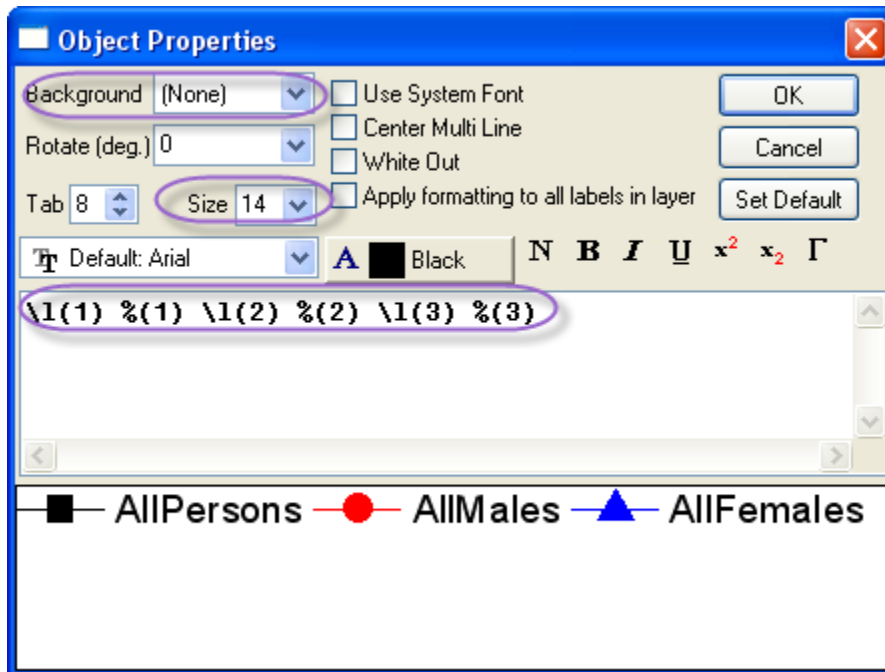 Object Properties
Background (None)
Use System Font
OK
Rotate (deg.) 0
Center Multi Line
Cancel
White Out
Tab 8
Size 14
Apply formatting to all labels in layer
Set Default
Default: Arial
A Black
N B I U x² x₂ Γ
\l(1) %(1) \l(2) %(2) \l(3) %(3)
AllPersons AllMales AllFemales